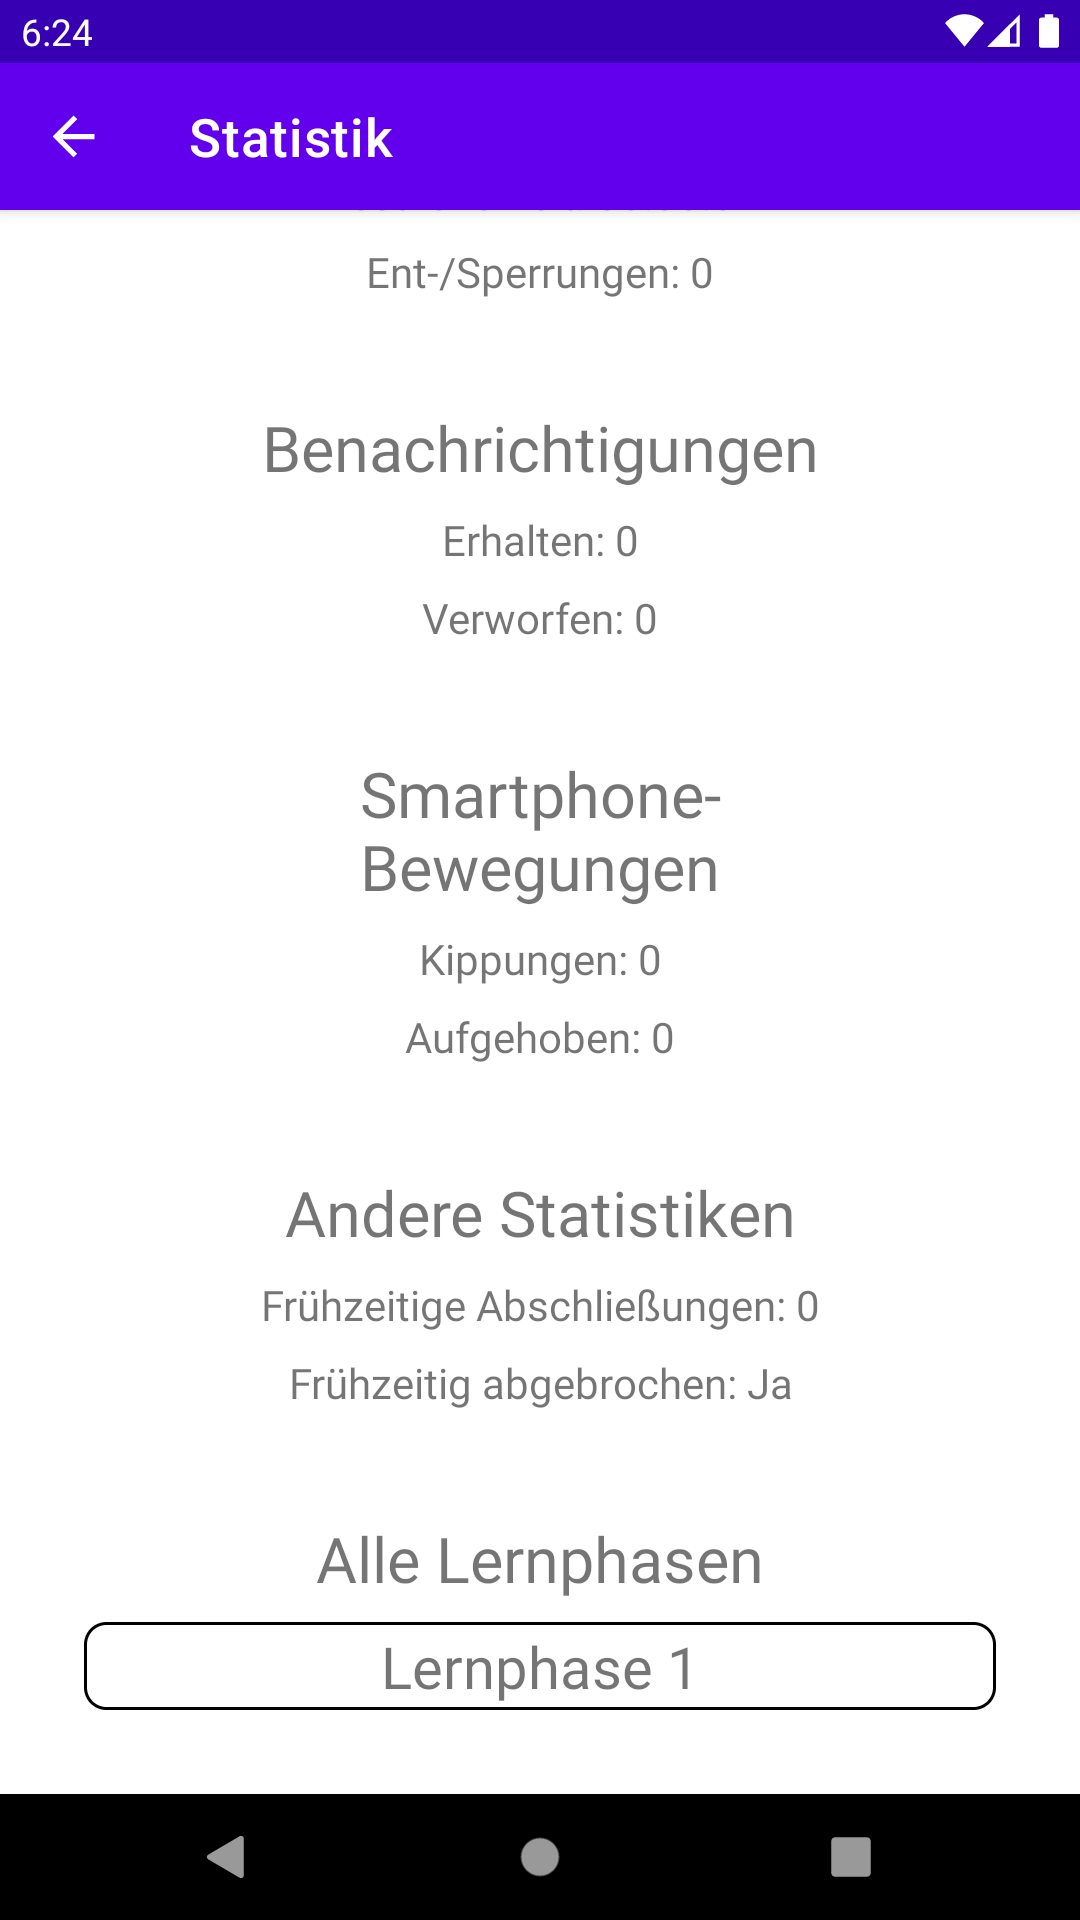 6:24
Statistik
Ent-/Sperrungen: 0
Benachrichtigungen
Erhalten: 0
Verworfen: 0
Smartphone-
Bewegungen
Kippungen: 0
Aufgehoben: 0
Andere Statistiken
Frühzeitige Abschließungen: 0
Frühzeitig abgebrochen: Ja
Alle Lernphasen
Lernphase 1